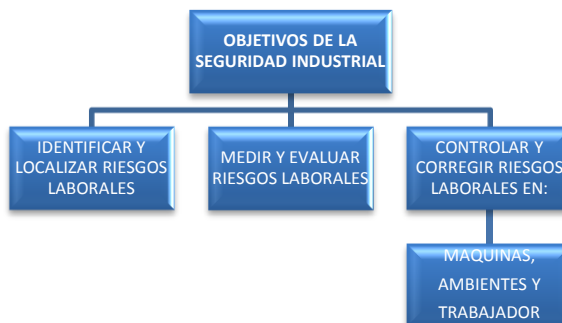 OBJETIVOS DE LA
SEGURIDAD INDUSTRIAL
IDENTIFICAR Y
LOCALIZAR RIESGOS
LABORALES
MEDIR Y EVALUAR
RIESGOS LABORALES
CONTROLAR Y
CORREGIR RIESGOS
LABORALES EN:
MAQUINAS,
AMBIENTES Y
TRABAJADOR